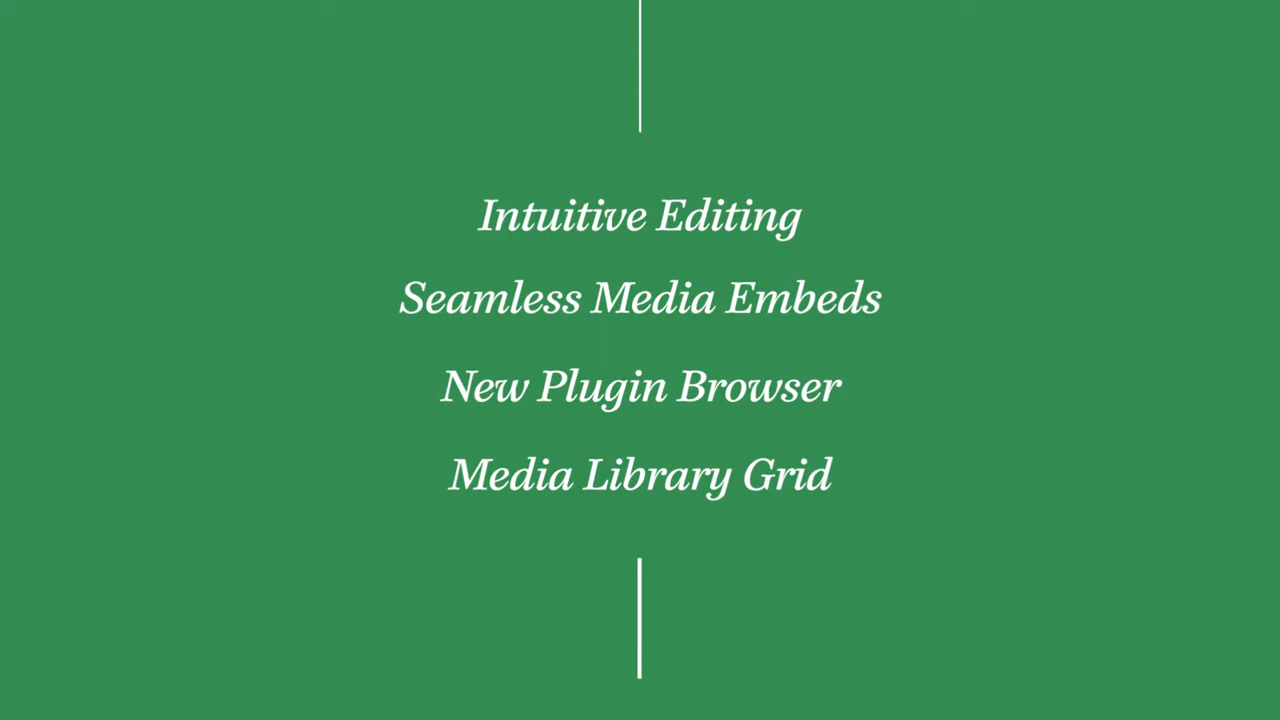 Intuitive Editing
Seamless Media Embeds
New Plugin Browser
Media Library Grid